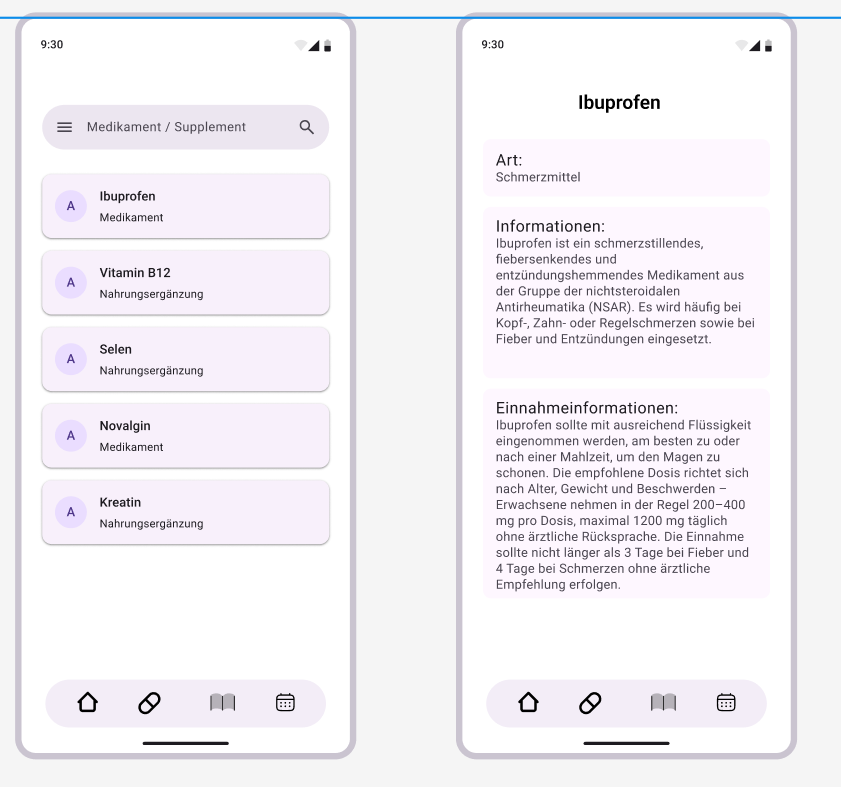 9:30
Medikament / Supplement
A
Ibuprofen
Medikament
A
Vitamin B12
Nahrungsergänzung
A
Selen
Nahrungsergänzung
A
Novalgin
Medikament
A
Kreatin
Nahrungsergänzung
9:30
Ibuprofen
Art:
Schmerzmittel
Informationen:
Ibuprofen ist ein schmerzstillendes,
fiebersenkendes und
entzündungshemmendes Medikament aus
der Gruppe der nichtsteroidalen
Antirheumatika (NSAR). Es wird häufig bei
Kopf-, Zahn- oder Regelschmerzen sowie bei
Fieber und Entzündungen eingesetzt.
Einnahmeinformationen:
Ibuprofen sollte mit ausreichend Flüssigkeit
eingenommen werden, am besten zu oder
nach einer Mahlzeit, um den Magen zu
schonen. Die empfohlene Dosis richtet sich
nach Alter, Gewicht und Beschwerden –
Erwachsene nehmen in der Regel 200–400
mg pro Dosis, maximal 1200 mg täglich
ohne ärztliche Rücksprache. Die Einnahme
sollte nicht länger als 3 Tage bei Fieber und
4 Tage bei Schmerzen ohne ärztliche
Empfehlung erfolgen.